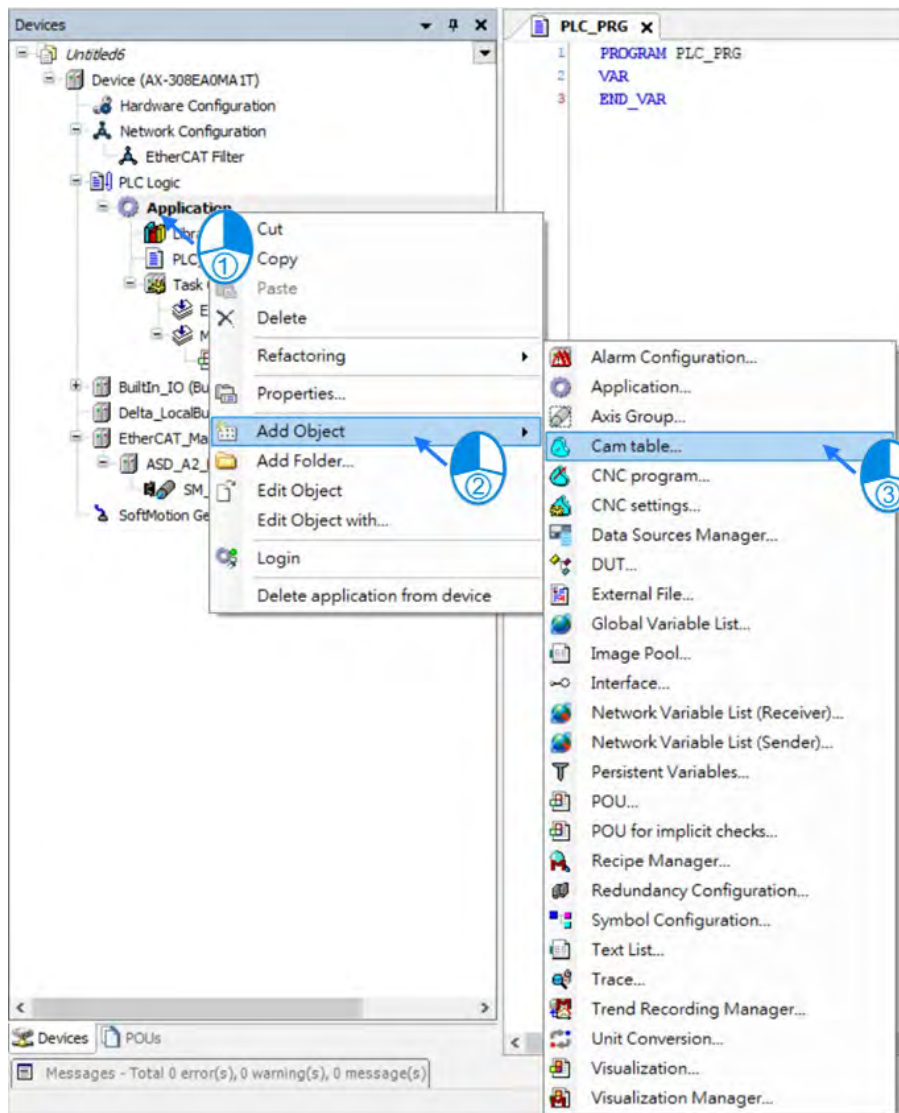 Devices
Untitled6
Device (AX-308EA0MA1T)
Hardware Configuration
Network Configuration
EtherCAT Filter
PLC Logic
Application
PLC_
Task
BuiltIn_IO (Bu
Delta_LocalBu
EtherCAT_Ma
ASD_A2_
SM_
SoftMotion Ge
①
Cut
Copy
Paste
Delete
Refactoring
Properties...
Add Object
Add Folder...
Edit Object
Edit Object with...
Login
Delete application from device
②
PLC_PRG
1 PROGRAM PLC_PRG
2 VAR
3 END_VAR
Alarm Configuration...
Application...
Axis Group...
Cam table...
CNC program...
CNC settings...
Data Sources Manager...
DUT...
External File...
Global Variable List...
Image Pool...
Interface...
Network Variable List (Receiver)...
Network Variable List (Sender)...
Persistent Variables...
POU...
POU for implicit checks...
Recipe Manager...
Redundancy Configuration...
Symbol Configuration...
Text List...
Trace...
Trend Recording Manager...
Unit Conversion...
Visualization...
Visualization Manager...
③
Devices
POUs
Messages - Total 0 error(s), 0 warning(s), 0 message(s)